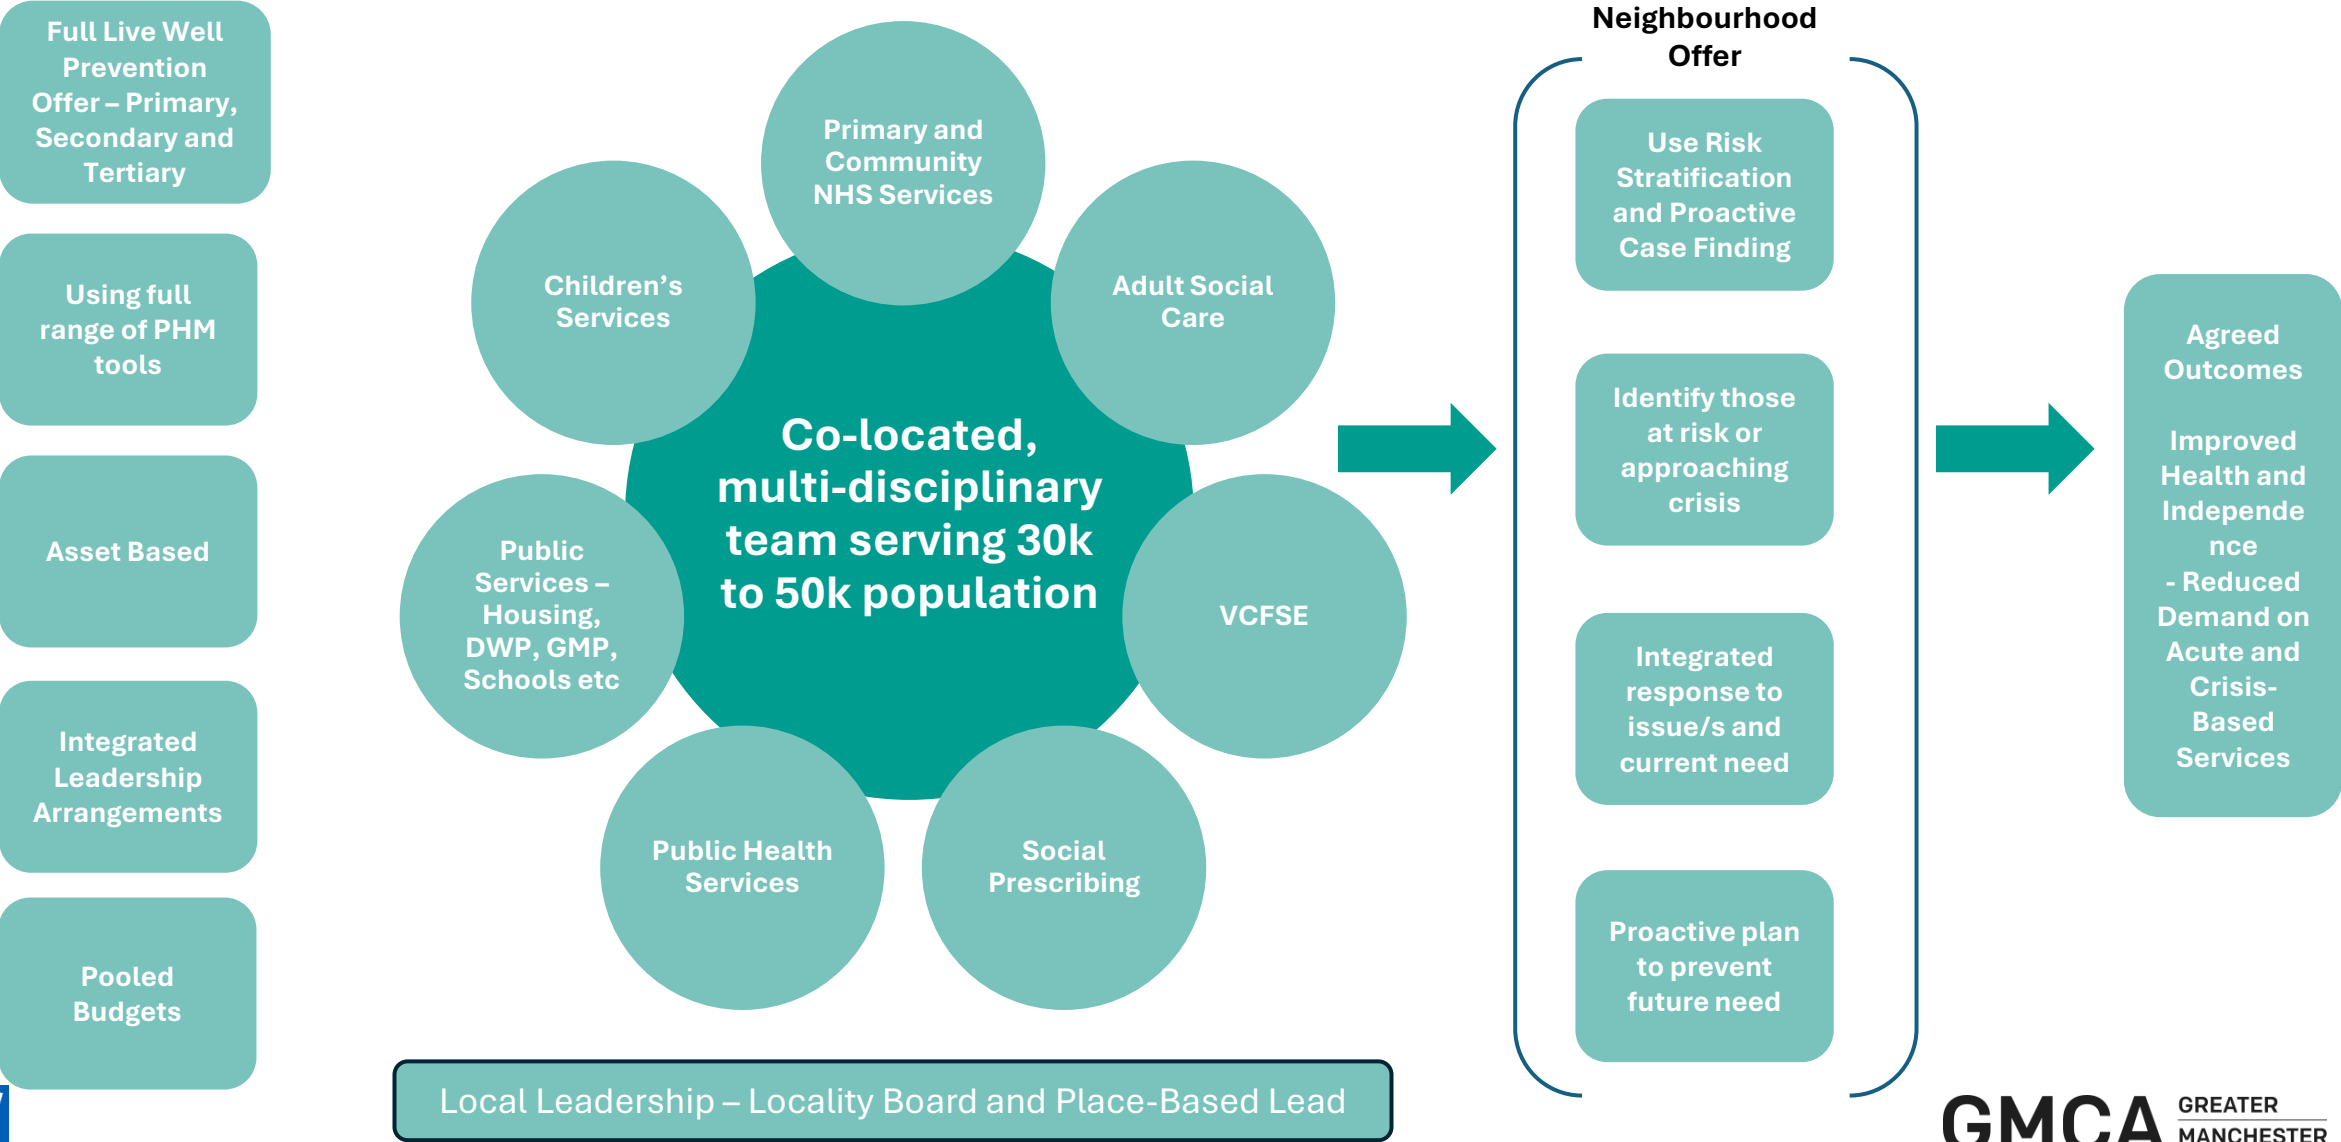 Full Live Well
Prevention
Offer – Primary,
Secondary and
Tertiary
Using full
range of PHM
tools
Asset Based
Integrated
Leadership
Arrangements
Pooled
Budgets
Primary and
Community
NHS Services
Children’s
Services
Adult Social
Care
Co-located,
multi-disciplinary
team serving 30k
to 50k population
Public
Services –
Housing,
DWP, GMP,
Schools etc
VCFSE
Public Health
Services
Social
Prescribing
Local Leadership – Locality Board and Place-Based Lead
Neighbourhood
Offer
Use Risk
Stratification
and Proactive
Case Finding
Identify those
at risk or
approaching
crisis
Integrated
response to
issue/s and
current need
Proactive plan
to prevent
future need
Agreed
Outcomes
Improved
Health and
Independe
nce
- Reduced
Demand on
Acute and
Crisis-
Based
Services
GMCA
GREATER
MANCHESTER